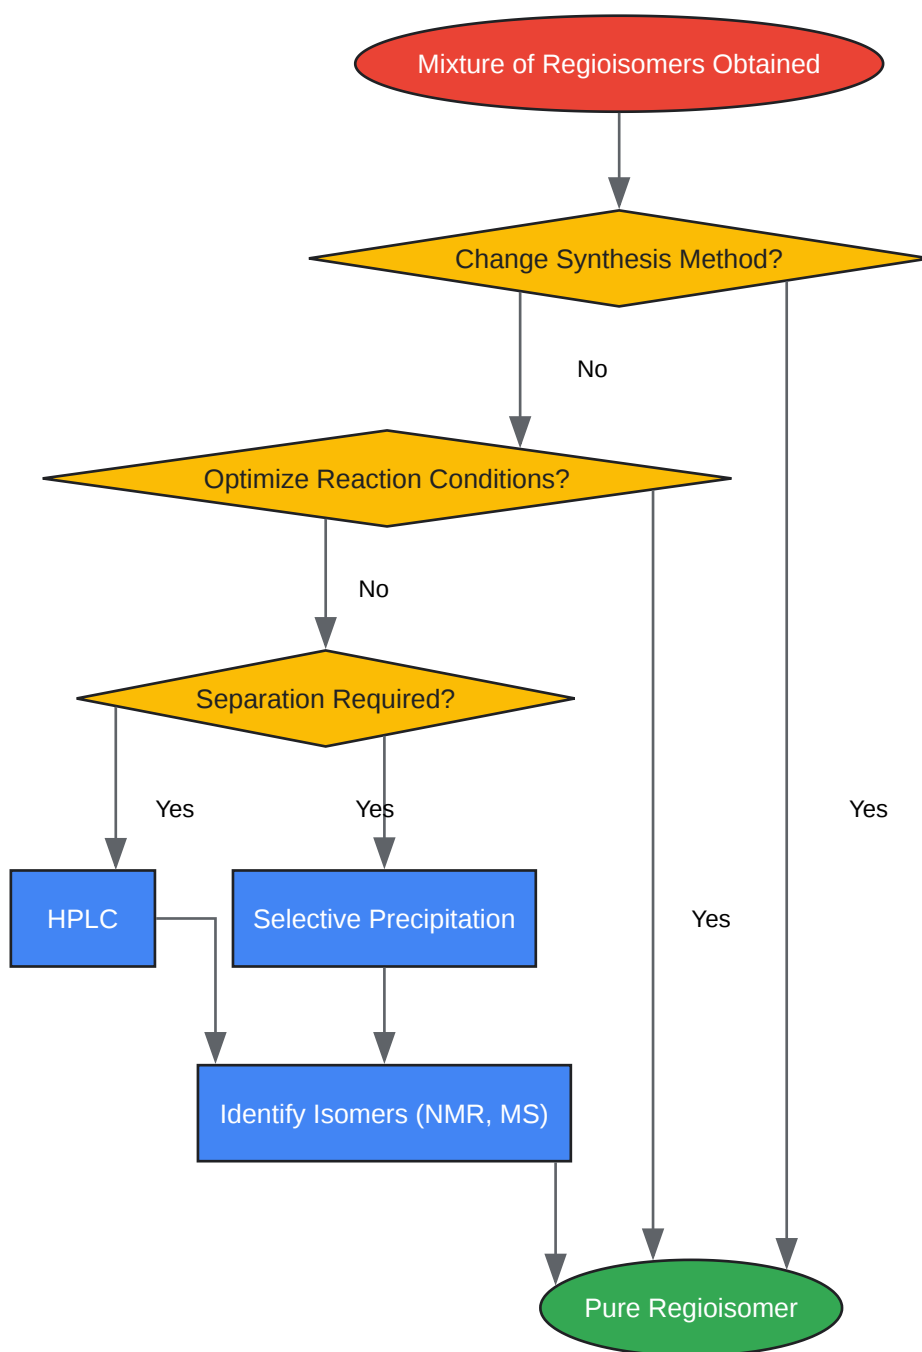 Mixture of Regioisomers Obtained
Change Synthesis Method?
No
Optimize Reaction Conditions?
No
Separation Required?
Yes
Yes
Yes
HPLC
Selective Precipitation
Yes
Identify Isomers (NMR, MS)
Pure Regioisomer